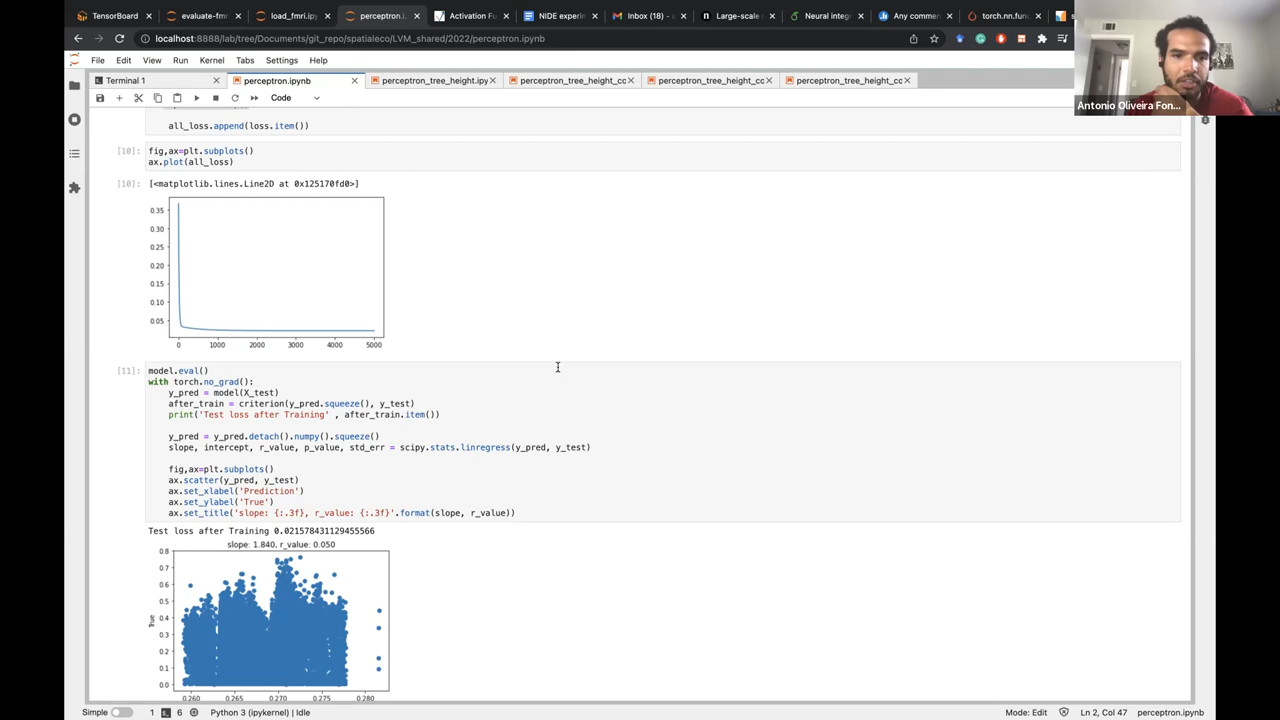 TensorBoard
evaluate-fmr
load_fmri.ipy
perceptron.i
Activation Fu
NIDE experin
Inbox (18) -
Large-scale
Neural integr
Any commen
torch.nn.func
localhost:8888/lab/tree/Documents/git_repo/spatialeco/LVM_shared/2022/perceptron.ipynb
Antonio Oliveira Fon...
File Edit View Run Kernel Tabs Settings Help
Terminal 1
perceptron.ipynb
perceptron_tree_height.ipy
perceptron_tree_height_cc
perceptron_tree_height_cc
perceptron_tree_height_cc
Code
all_loss.append(loss.item())
[10]:
fig,ax=plt.subplots()
ax.plot(all_loss)
[10]:
[<matplotlib.lines.Line2D at 0x125170fd0>]
0.35
0.30
0.25
0.20
0.15
0.10
0.05
0 1000 2000 3000 4000 5000
[11]:
model.eval()
with torch.no_grad():
y_pred = model(X_test)
after_train = criterion(y_pred.squeeze(), y_test)
print('Test loss after Training' , after_train.item())
y_pred = y_pred.detach().numpy().squeeze()
slope, intercept, r_value, p_value, std_err = scipy.stats.linregress(y_pred, y_test)
fig,ax=plt.subplots()
ax.scatter(y_pred, y_test)
ax.set_xlabel('Prediction')
ax.set_ylabel('True')
ax.set_title('slope: {:.3f}, r_value: {:.3f}'.format(slope, r_value))
Test loss after Training 0.021578431129455566
slope: 1.840, r_value: 0.050
0.8
0.7
0.6
0.5
0.4
0.3
0.2
0.1
0.0
True
0.260 0.265 0.270 0.275 0.280
Simple
1
6
Python 3 (ipykernel) | Idle
Mode: Edit
Ln 2, Col 47
perceptron.ipynb